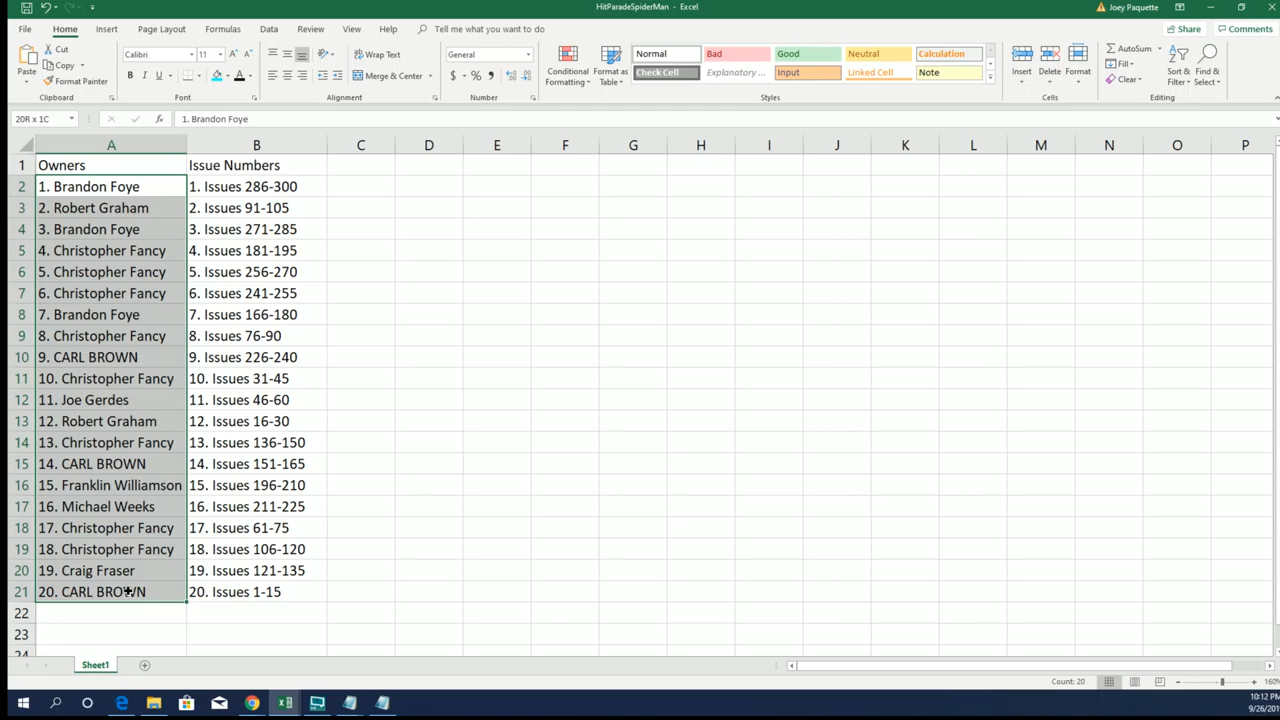 HitParadeSpiderMan - Excel
Joey Paquette
File Home Insert Page Layout Formulas Data Review View Help Tell me what you want to do
Share Comments
Paste
Cut
Copy
Format Painter
Clipboard
Calibri 11
B I U
Font
Wrap Text
Merge & Center
Alignment
General
$ % ,
Number
Conditional Formatting
Format as Table
Normal Bad Good Neutral Calculation
Check Cell Explanatory ... Input Linked Cell Note
Styles
Insert Delete Format
Cells
AutoSum
Fill
Clear
Sort & Filter
Find & Select
Editing
20R x 1C fx 1. Brandon Foye
A B C D E F G H I J K L M N O P
1 Owners Issue Numbers
2 1. Brandon Foye 1. Issues 286-300
3 2. Robert Graham 2. Issues 91-105
4 3. Brandon Foye 3. Issues 271-285
5 4. Christopher Fancy 4. Issues 181-195
6 5. Christopher Fancy 5. Issues 256-270
7 6. Christopher Fancy 6. Issues 241-255
8 7. Brandon Foye 7. Issues 166-180
9 8. Christopher Fancy 8. Issues 76-90
10 9. CARL BROWN 9. Issues 226-240
11 10. Christopher Fancy 10. Issues 31-45
12 11. Joe Gerdes 11. Issues 46-60
13 12. Robert Graham 12. Issues 16-30
14 13. Christopher Fancy 13. Issues 136-150
15 14. CARL BROWN 14. Issues 151-165
16 15. Franklin Williamson 15. Issues 196-210
17 16. Michael Weeks 16. Issues 211-225
18 17. Christopher Fancy 17. Issues 61-75
19 18. Christopher Fancy 18. Issues 106-120
20 19. Craig Fraser 19. Issues 121-135
21 20. CARL BROWN 20. Issues 1-15
22
23
24
Sheet1
Count: 20 160%
10:12 PM
9/26/201